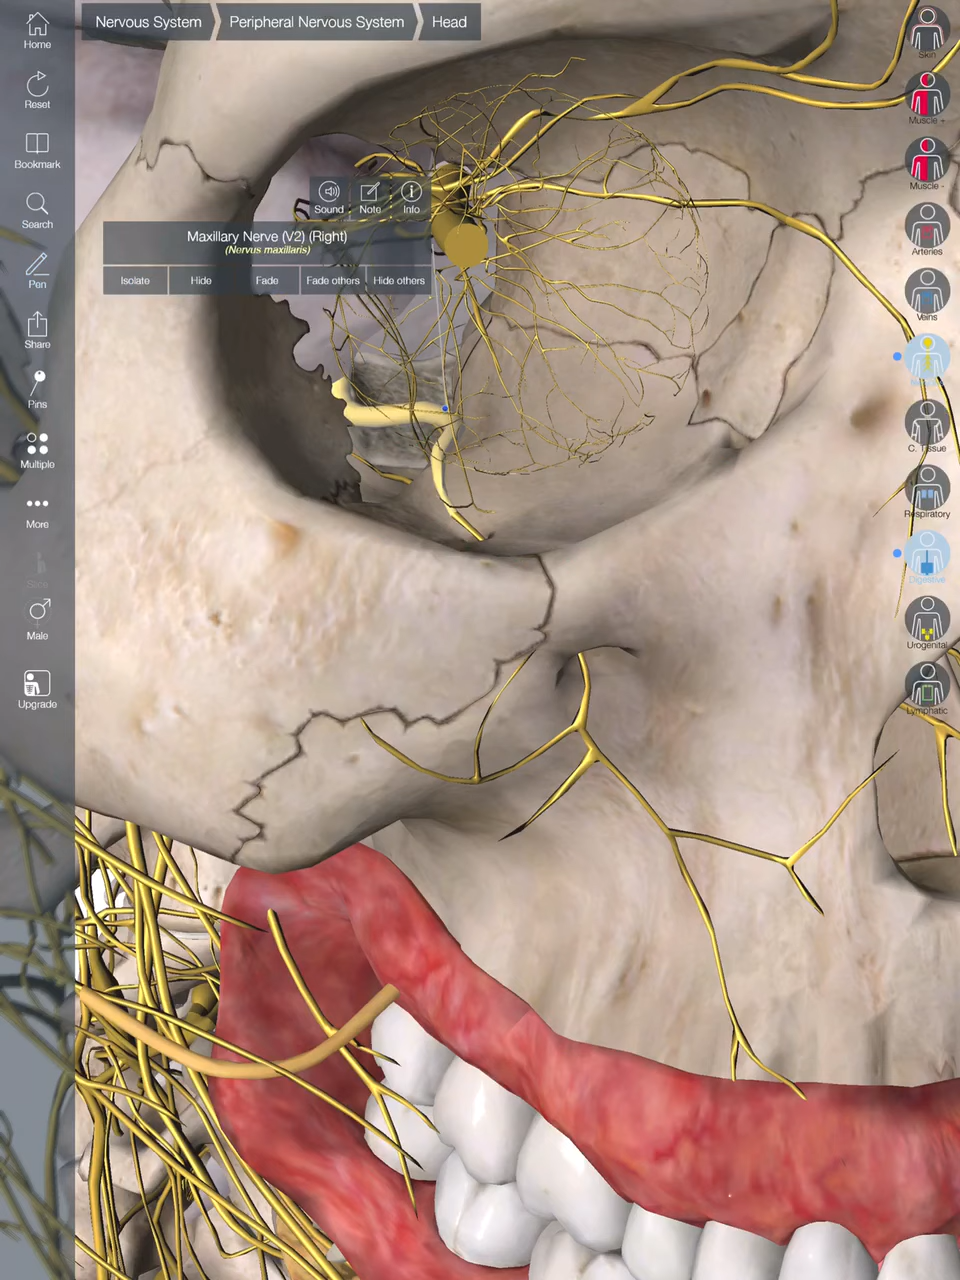 Nervous System
Peripheral Nervous System
Head
Home
Reset
Bookmark
Search
Pen
Share
Pins
Multiple
More
Size
Male
Upgrade
Sound
Note
Info
Maxillary Nerve (V2) (Right)
(Nervus maxillaris)
Isolate
Hide
Fade
Fade others
Hide others
Skin
Muscle +
Muscle -
Arteries
Veins
C. Tissue
Respiratory
Digestive
Urogenital
Lymphatic